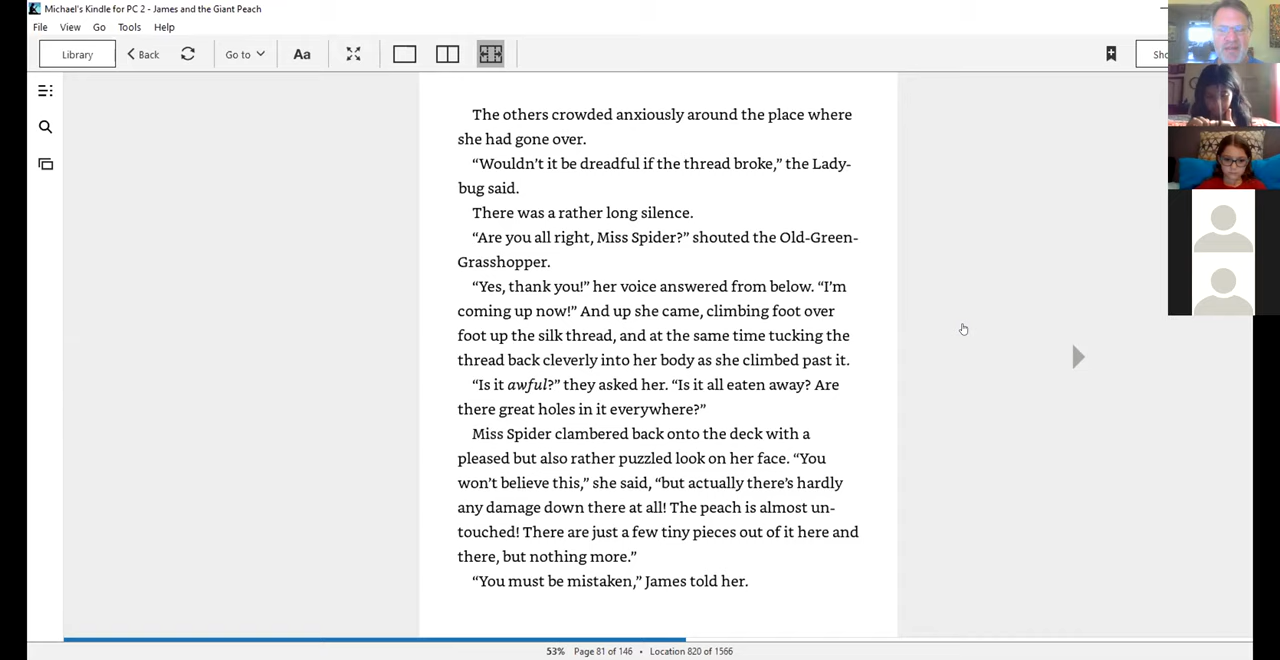 Michael's Kindle for PC 2 - James and the Giant Peach
File View Go Tools Help
Library Back Go to Aa Sho
The others crowded anxiously around the place where
she had gone over.
“Wouldn’t it be dreadful if the thread broke,” the Lady-
bug said.
There was a rather long silence.
“Are you all right, Miss Spider?” shouted the Old-Green-
Grasshopper.
“Yes, thank you!” her voice answered from below. “I’m
coming up now!” And up she came, climbing foot over
foot up the silk thread, and at the same time tucking the
thread back cleverly into her body as she climbed past it.
“Is it awful?” they asked her. “Is it all eaten away? Are
there great holes in it everywhere?”
Miss Spider clambered back onto the deck with a
pleased but also rather puzzled look on her face. “You
won’t believe this,” she said, “but actually there’s hardly
any damage down there at all! The peach is almost un-
touched! There are just a few tiny pieces out of it here and
there, but nothing more.”
“You must be mistaken,” James told her.
53% Page 81 of 146 • Location 820 of 1566